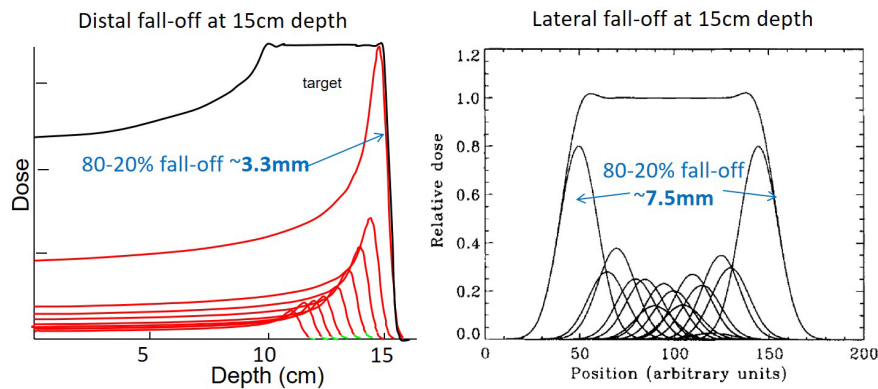 Distal fall-off at 15cm depth
target
80-20% fall-off ~3.3mm
Dose
5
10
15
Depth (cm)
Lateral fall-off at 15cm depth
1.2
1.0
0.8
0.6
0.4
0.2
0.0
Relative dose
80-20% fall-off
~7.5mm
0
50
100
150
200
Position (arbitrary units)